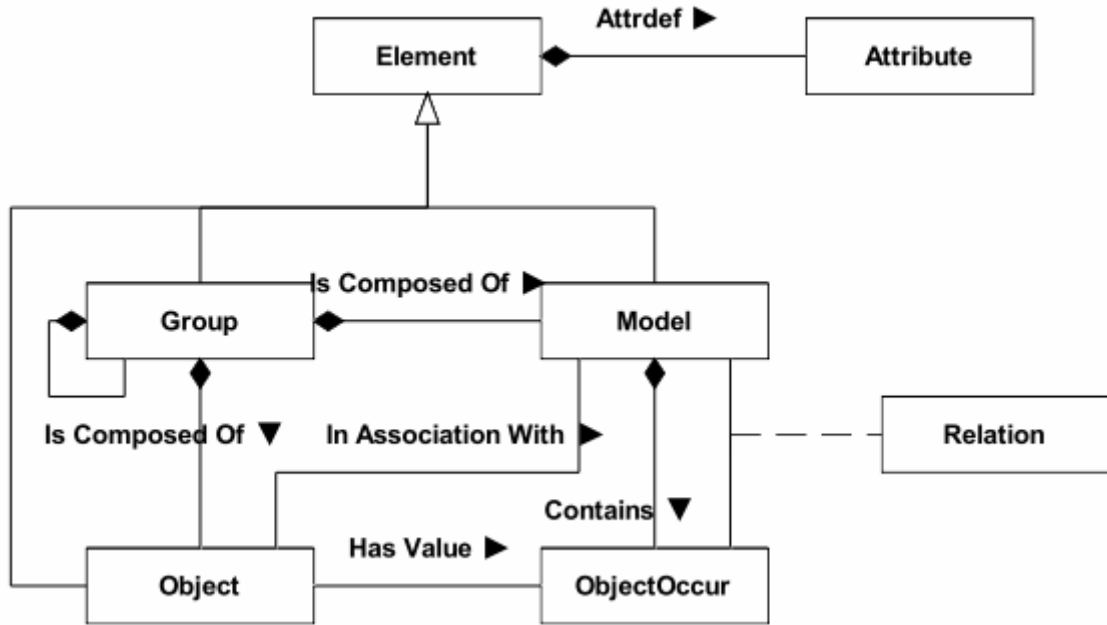 Attrdef ▶
Element
Attribute
Is Composed Of ▶
Group
Model
Is Composed Of ▼
In Association With ▶
Relation
Contains ▼
Has Value ▶
Object
ObjectOccur